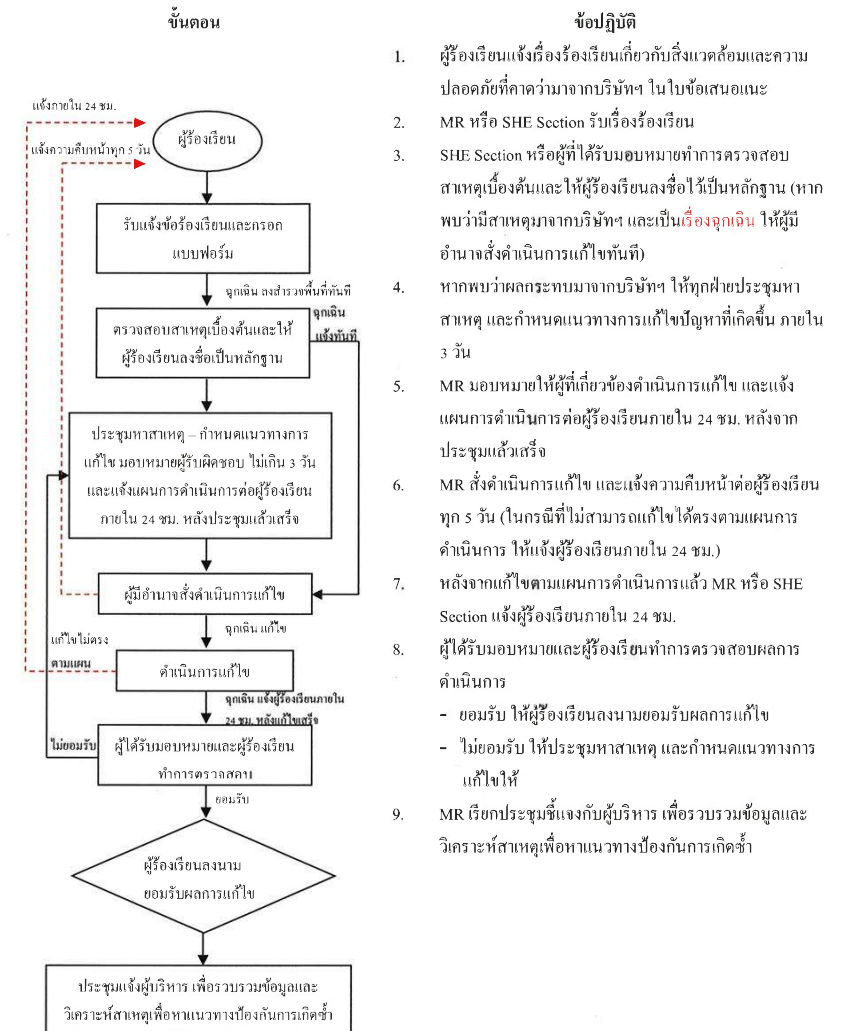 ขั้นตอน
แจ้งภายใน 24 ชม.
ผู้ร้องเรียน
แจ้งความคืบหน้าทุก 5 วัน
รับแจ้งข้อร้องเรียนและกรอก
แบบฟอร์ม
ฉุกเฉิน ลงสำรวจพื้นที่ทันที
ฉุกเฉิน
แจ้งทันที
ตรวจสอบสาเหตุเบื้องต้นและให้
ผู้ร้องเรียนลงชื่อเป็นหลักฐาน
ประชุมหาสาเหตุ – กำหนดแนวทางการ
แก้ไข มอบหมายผู้รับผิดชอบ ไม่เกิน 3 วัน
และแจ้งแผนการดำเนินการต่อผู้ร้องเรียน
ภายใน 24 ชม. หลังประชุมแล้วเสร็จ
ผู้มีอำนาจสั่งดำเนินการแก้ไข
ฉุกเฉิน แก้ไข
แก้ไขไม่ตรง
ตามแผน
ดำเนินการแก้ไข
ฉุกเฉิน แจ้งผู้ร้องเรียนภายใน
24 ชม. หลังแก้ไขเสร็จ
ไม่ยอมรับ
ผู้ได้รับมอบหมายและผู้ร้องเรียน
ทำการตรวจสอบ
ยอมรับ
ผู้ร้องเรียนลงนาม
ยอมรับผลการแก้ไข
ประชุมแจ้งผู้บริหาร เพื่อรวบรวมข้อมูลและ
วิเคราะห์สาเหตุเพื่อหาแนวทางป้องกันการเกิดซ้ำ
ข้อปฏิบัติ
1. ผู้ร้องเรียนแจ้งเรื่องร้องเรียนเกี่ยวกับสิ่งแวดล้อมและความ
ปลอดภัยที่คาดว่ามาจากบริษัทฯ ในใบข้อเสนอแนะ
2. MR หรือ SHE Section รับเรื่องร้องเรียน
3. SHE Section หรือผู้ที่ได้รับมอบหมายทำการตรวจสอบ
สาเหตุเบื้องต้นและให้ผู้ร้องเรียนลงชื่อไว้เป็นหลักฐาน (หาก
พบว่ามีสาเหตุมาจากบริษัทฯ และเป็นเรื่องฉุกเฉิน ให้ผู้มี
อำนาจสั่งดำเนินการแก้ไขทันที)
4. หากพบว่าผลกระทบมาจากบริษัทฯ ให้ทุกฝ่ายประชุมหา
สาเหตุ และกำหนดแนวทางการแก้ไขปัญหาที่เกิดขึ้น ภายใน
3 วัน
5. MR มอบหมายให้ผู้ที่เกี่ยวข้องดำเนินการแก้ไข และแจ้ง
แผนการดำเนินการต่อผู้ร้องเรียนภายใน 24 ชม. หลังจาก
ประชุมแล้วเสร็จ
6. MR สั่งดำเนินการแก้ไข และแจ้งความคืบหน้าต่อผู้ร้องเรียน
ทุก 5 วัน (ในกรณีที่ไม่สามารถแก้ไขได้ตรงตามแผนการ
ดำเนินการ ให้แจ้งผู้ร้องเรียนภายใน 24 ชม.)
7. หลังจากแก้ไขตามแผนการดำเนินการแล้ว MR หรือ SHE
Section แจ้งผู้ร้องเรียนภายใน 24 ชม.
8. ผู้ได้รับมอบหมายและผู้ร้องเรียนทำการตรวจสอบผลการ
ดำเนินการ
- ยอมรับ ให้ผู้ร้องเรียนลงนามยอมรับผลการแก้ไข
- ไม่ยอมรับ ให้ประชุมหาสาเหตุ และกำหนดแนวทางการ
แก้ไขให้
9. MR เรียกประชุมชี้แจงกับผู้บริหาร เพื่อรวบรวมข้อมูลและ
วิเคราะห์สาเหตุเพื่อหาแนวทางป้องกันการเกิดซ้ำ